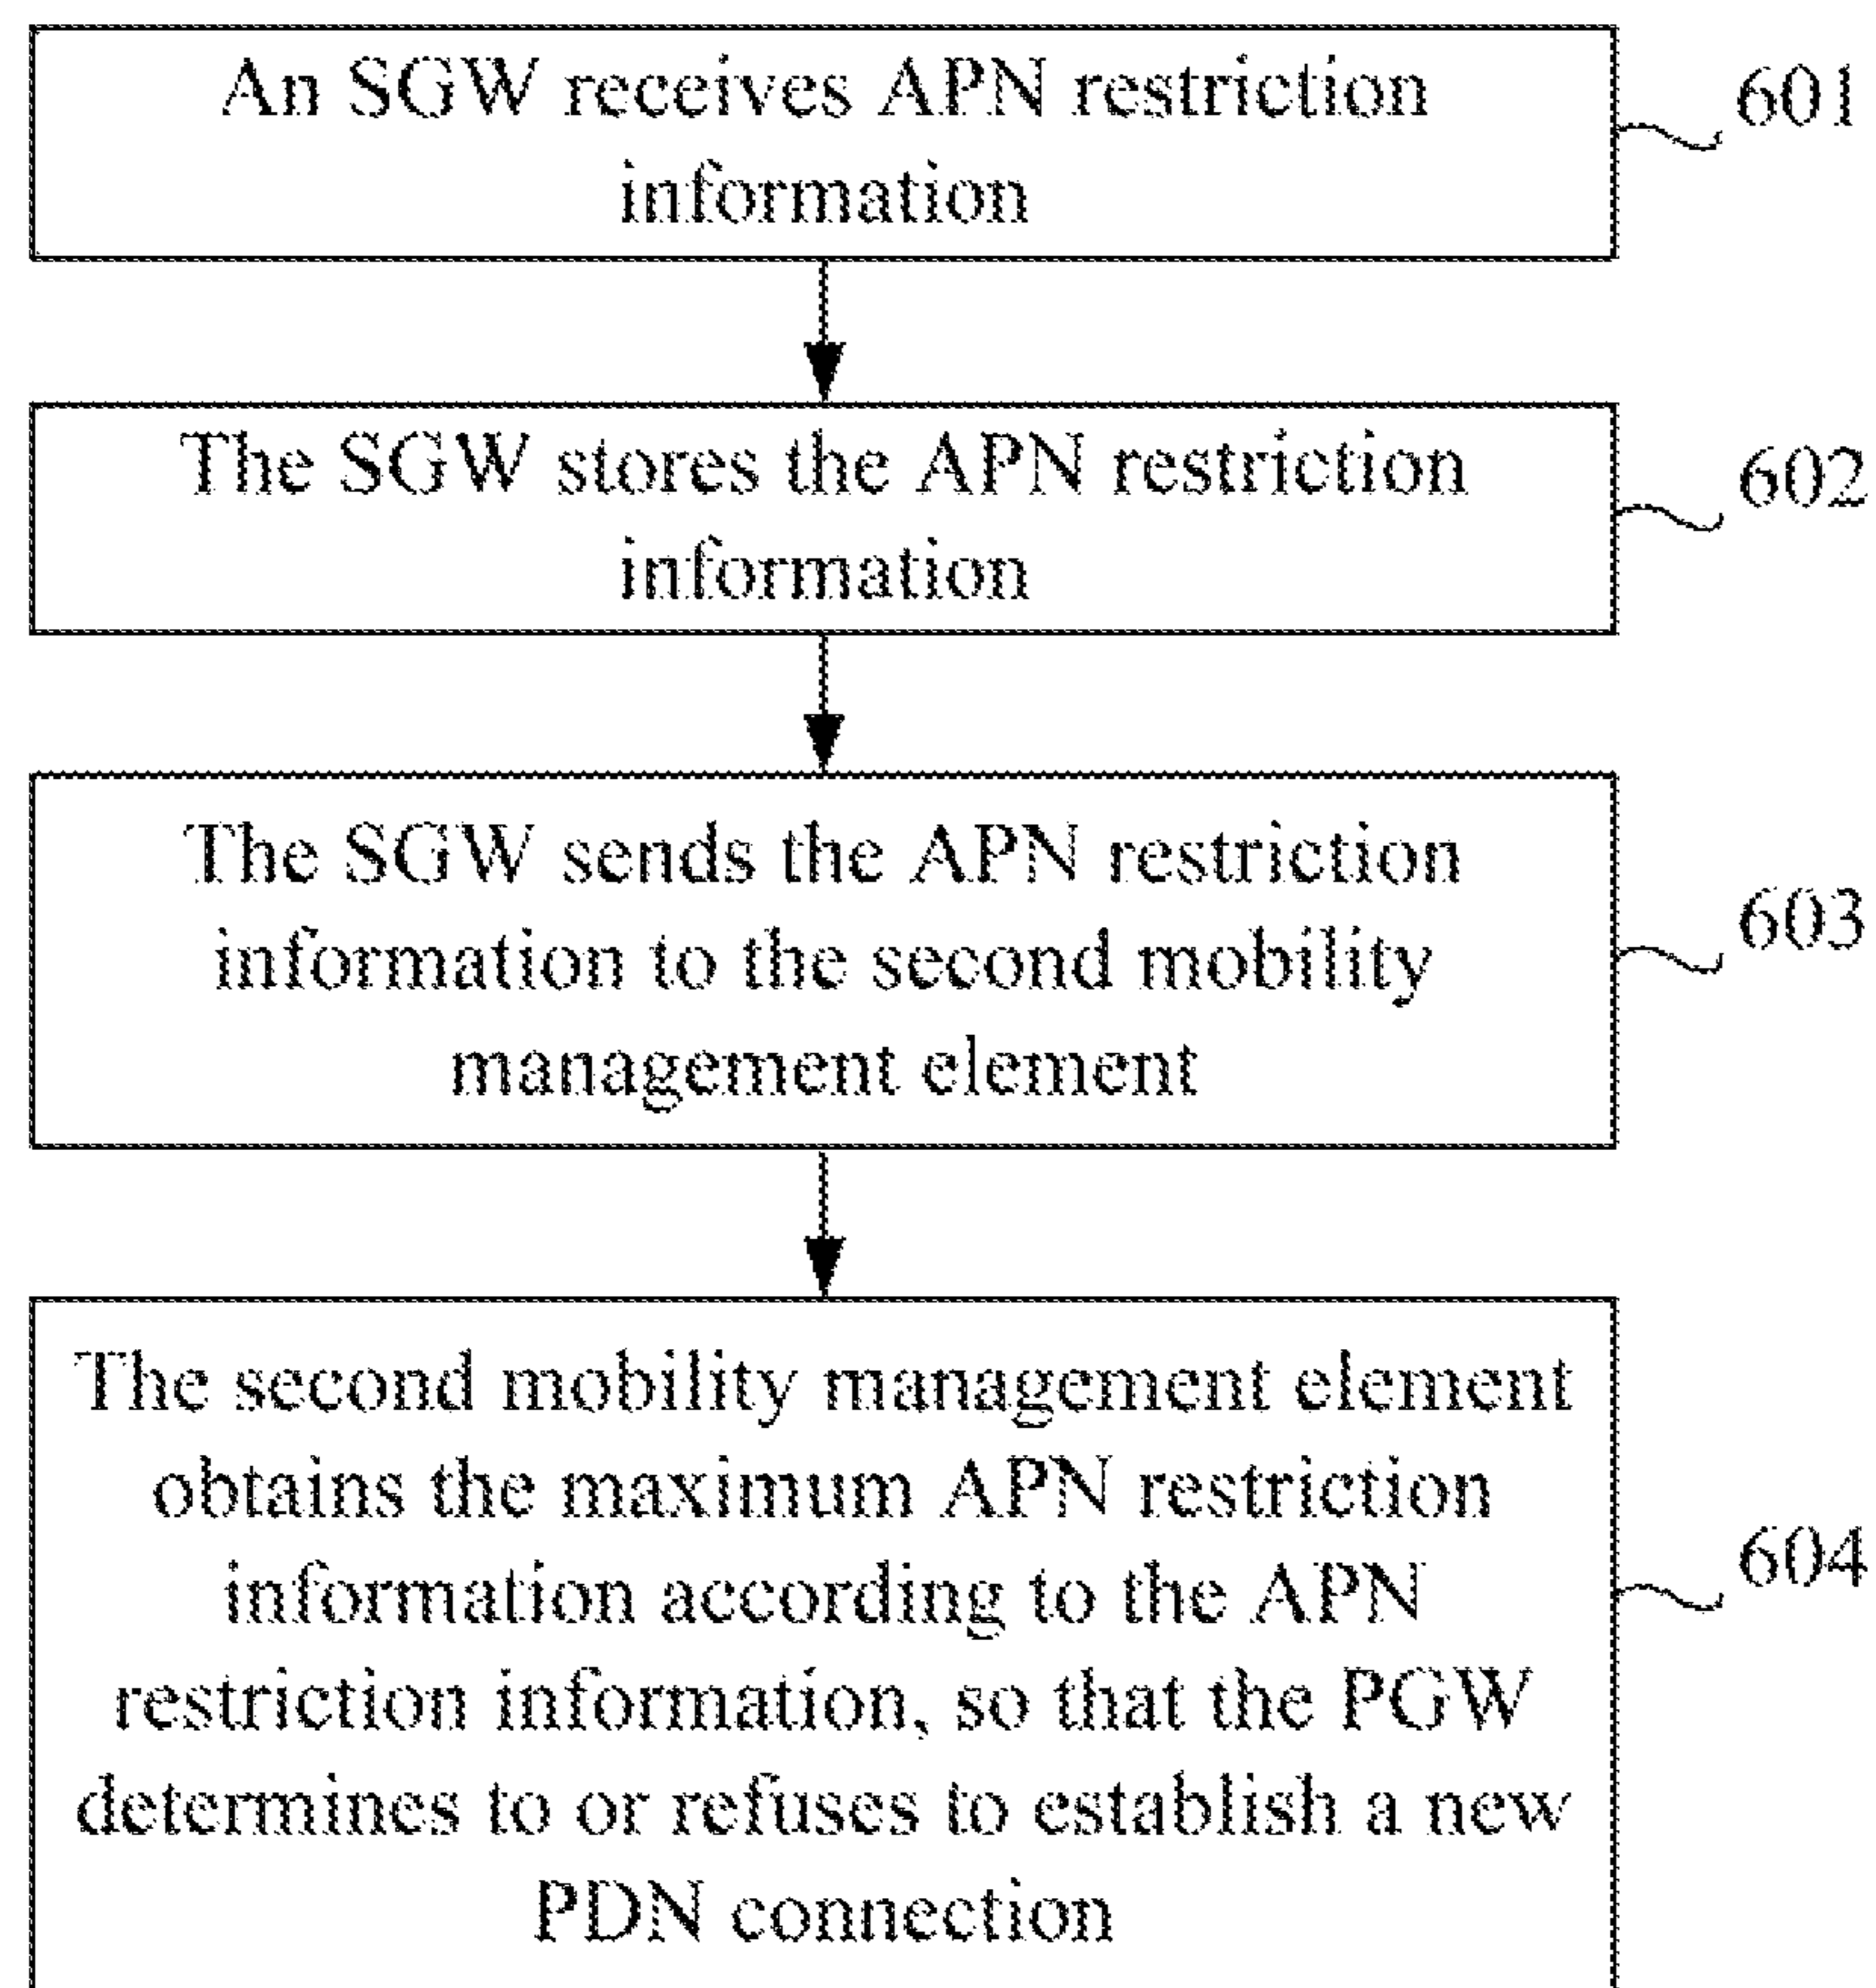 An SGW receives APN restriction
information
601
The SGW stores the APN restriction
information
602
The SGW sends the APN restriction
information to the second mobility
management element
603
The second mobility management element
obtains the maximum APN restriction
information according to the APN
restriction information, so that the PGW
determines to or refuses to establish a new
PDN connection
604